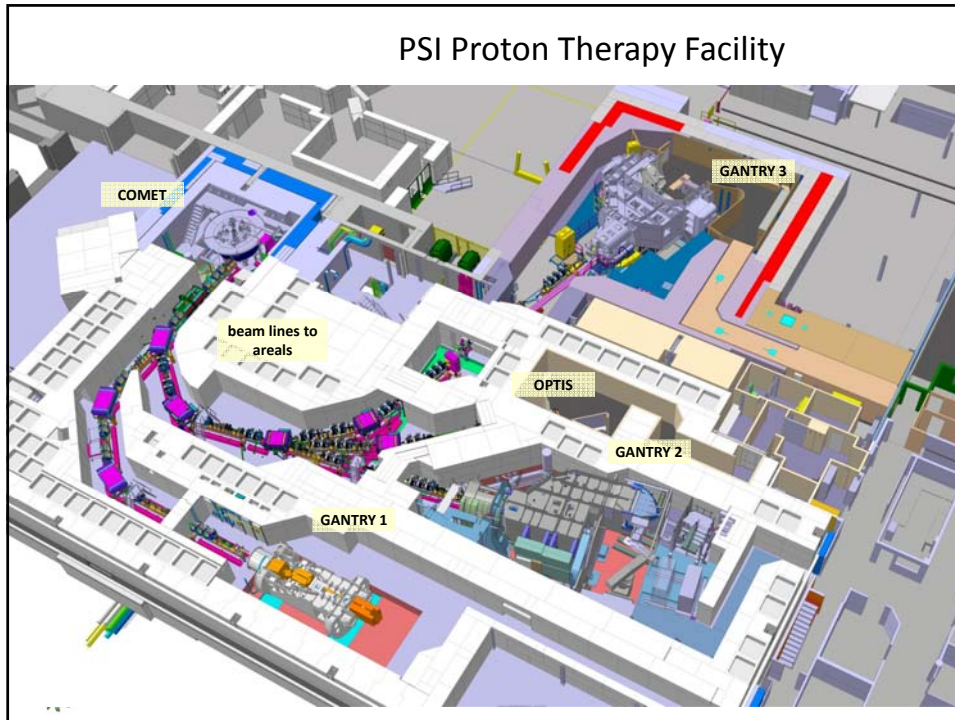 PSI Proton Therapy Facility
COMET
GANTRY 3
beam lines to
areals
OPTIS
GANTRY 2
GANTRY 1